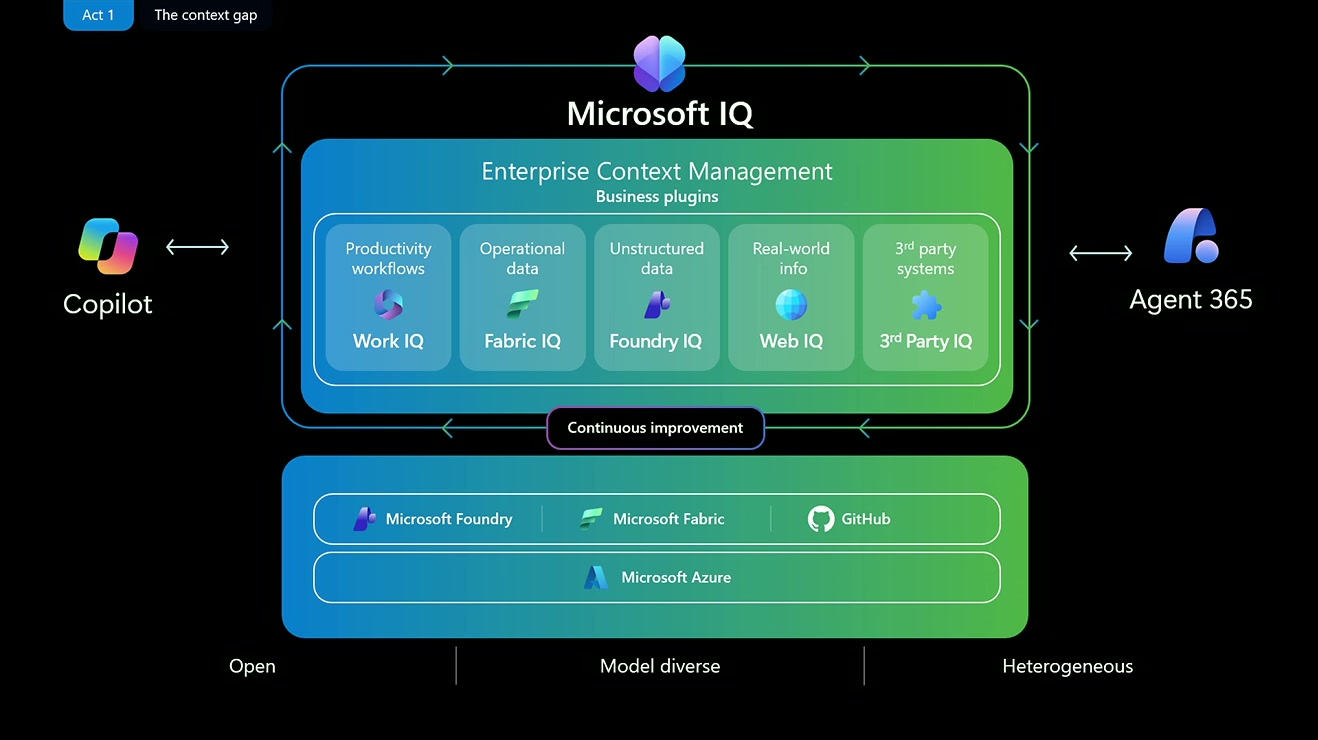 Act 1
The context gap
Microsoft IQ
Enterprise Context Management
Business plugins
Productivity
workflows
Work IQ
Operational
data
Fabric IQ
Unstructured
data
Foundry IQ
Real-world
info
Web IQ
3rd party
systems
3rd Party IQ
Copilot
Agent 365
Continuous improvement
Microsoft Foundry
Microsoft Fabric
GitHub
Microsoft Azure
Open
Model diverse
Heterogeneous